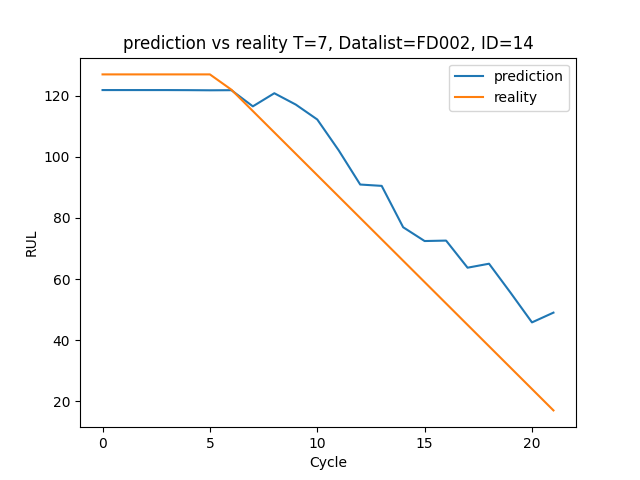 prediction vs reality T=7, Datalist=FD002, ID=14
prediction
reality
RUL
120
100
80
60
40
20
0 5 10 15 20
Cycle